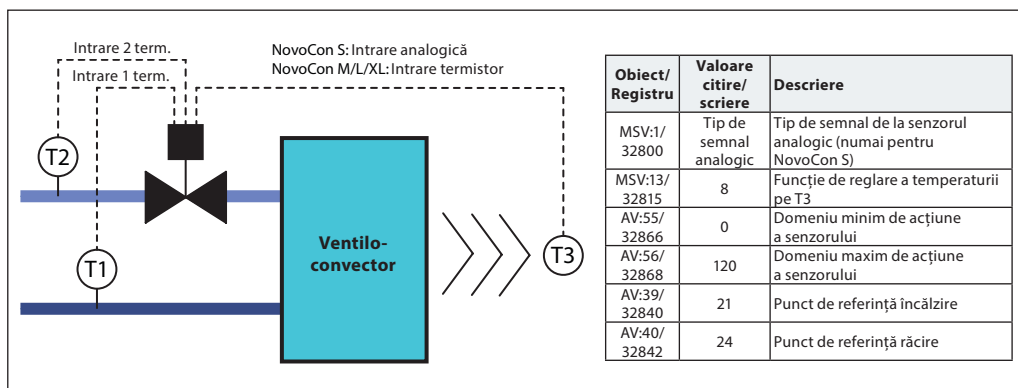 Intrare 2 term.
Intrare 1 term.
NovoCon S: Intrare analogică
NovoCon M/L/XL: Intrare termistor
T2
T1
Ventilo-
convector
T3
Obiect/
Registru
Valoare
citire/
scriere
Descriere
MSV:1/
32800
Tip de
semnal
analogic
Tip de semnal de la senzorul
analogic (numai pentru
NovoCon S)
MSV:13/
32815
8
Funcție de reglare a temperaturii
pe T3
AV:55/
32866
0
Domeniu minim de acțiune
a senzorului
AV:56/
32868
120
Domeniu maxim de acțiune
a senzorului
AV:39/
32840
21
Punct de referință încălzire
AV:40/
32842
24
Punct de referință răcire